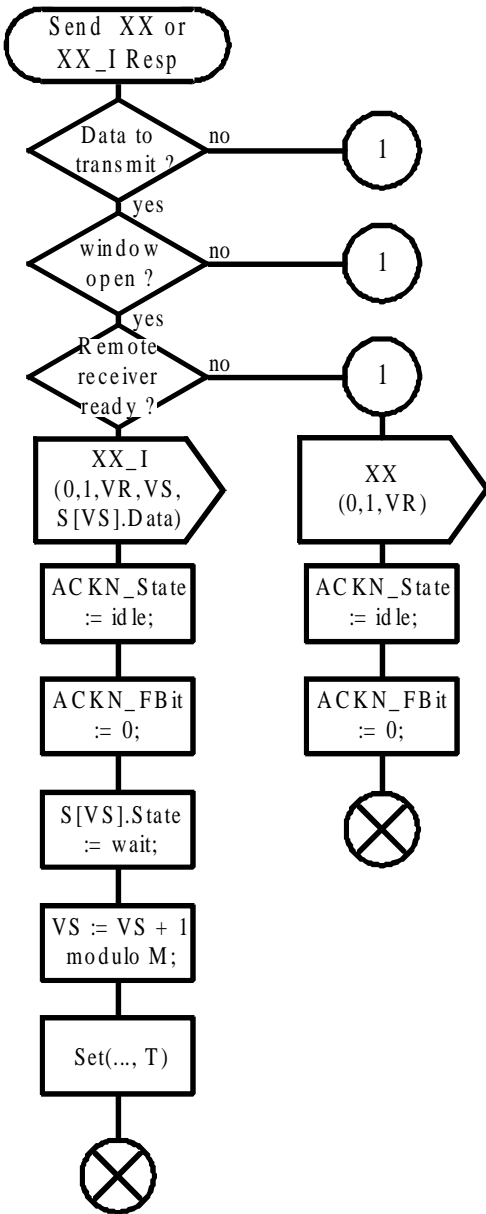 Send XX or
XX_I Resp
Data to
transmit ?
no
1
yes
window
open ?
no
1
yes
Remote
receiver
ready ?
no
1
XX_I
(0,1,VR,VS,
S[VS].Data)
XX
(0,1,VR)
ACKN_State
:= idle;
ACKN_State
:= idle;
ACKN_FBit
:= 0;
ACKN_FBit
:= 0;
S[VS].State
:= wait;
VS := VS + 1
modulo M;
Set(..., T)